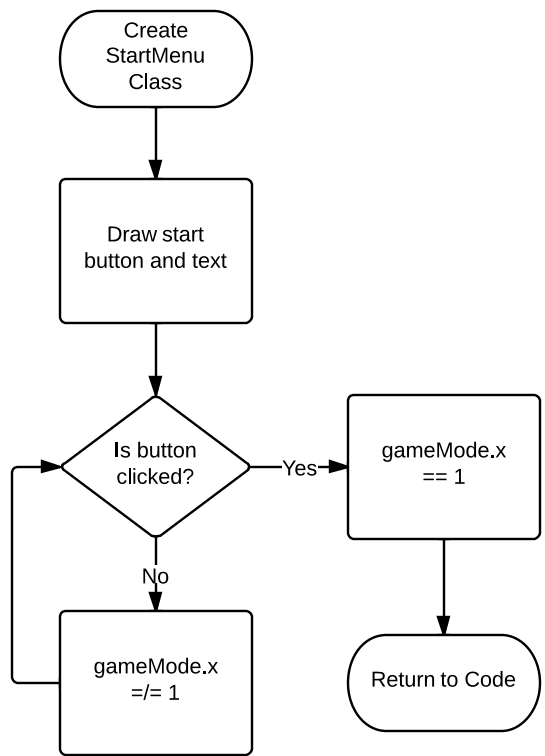 Create
StartMenu
Class
Draw start
button and text
Is button
clicked?
Yes
gameMode.x
== 1
No
gameMode.x
=/= 1
Return to Code